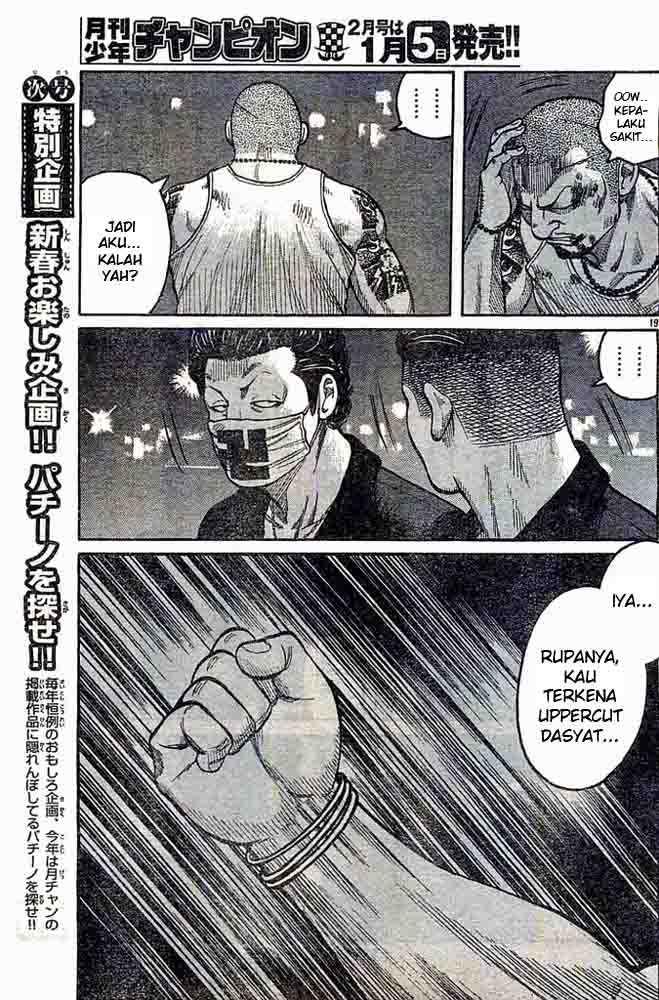 月刊
少年
チャンピオン
2月号は
1月5日発売!!
次号
特別企画
新春お楽しみ企画!! パチーノを探せ!!
毎年恒例のおもしろ企画、今年は月チャンの
掲載作品に隠れんぼしてるパチーノを探せ!!
OOW..
KEPA-
LAKU
SAKIT...
......
JADI
AKU...
KALAH
YAH?
19
......
卍
IYA...
RUPANYA,
KAU
TERKENA
UPPERCUT
DASYAT...